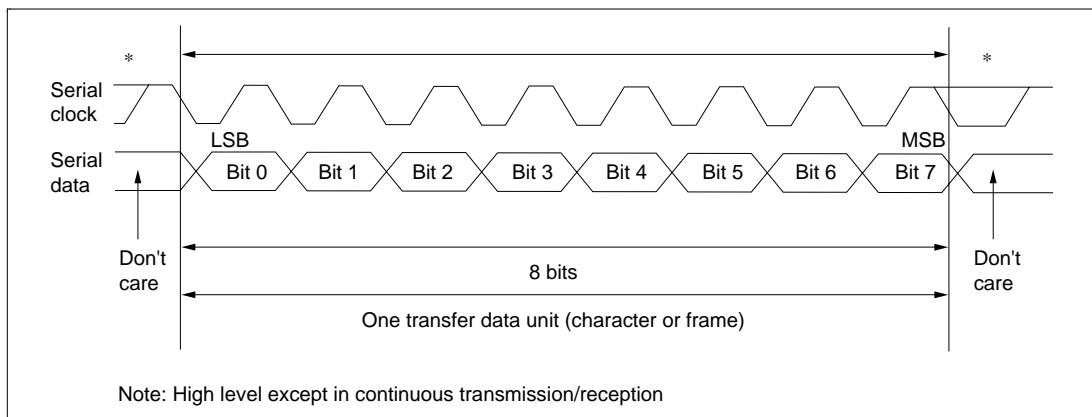 *
*
Serial
clock
LSB
MSB
Serial
data
Bit 0
Bit 1
Bit 2
Bit 3
Bit 4
Bit 5
Bit 6
Bit 7
Don't
care
8 bits
Don't
care
One transfer data unit (character or frame)
Note: High level except in continuous transmission/reception